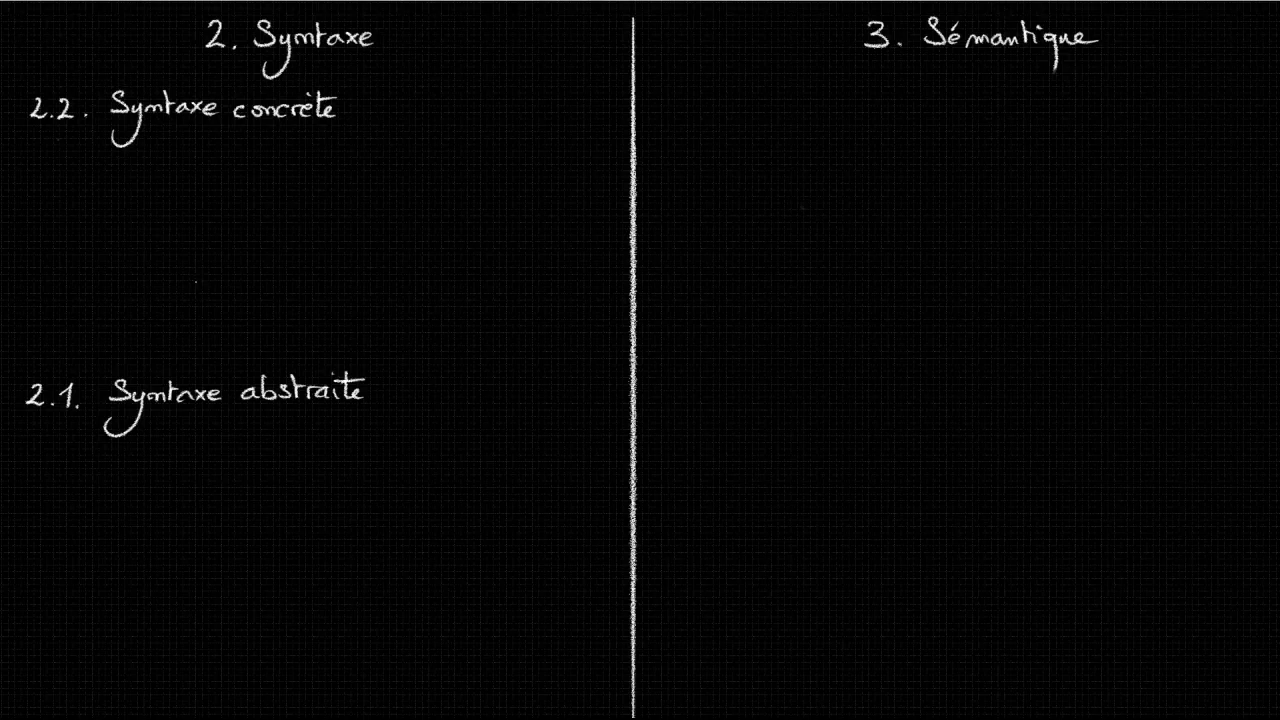 2. Syntaxe
2.2. Syntaxe concrète
2.1. Syntaxe abstraite
3. Sémantique